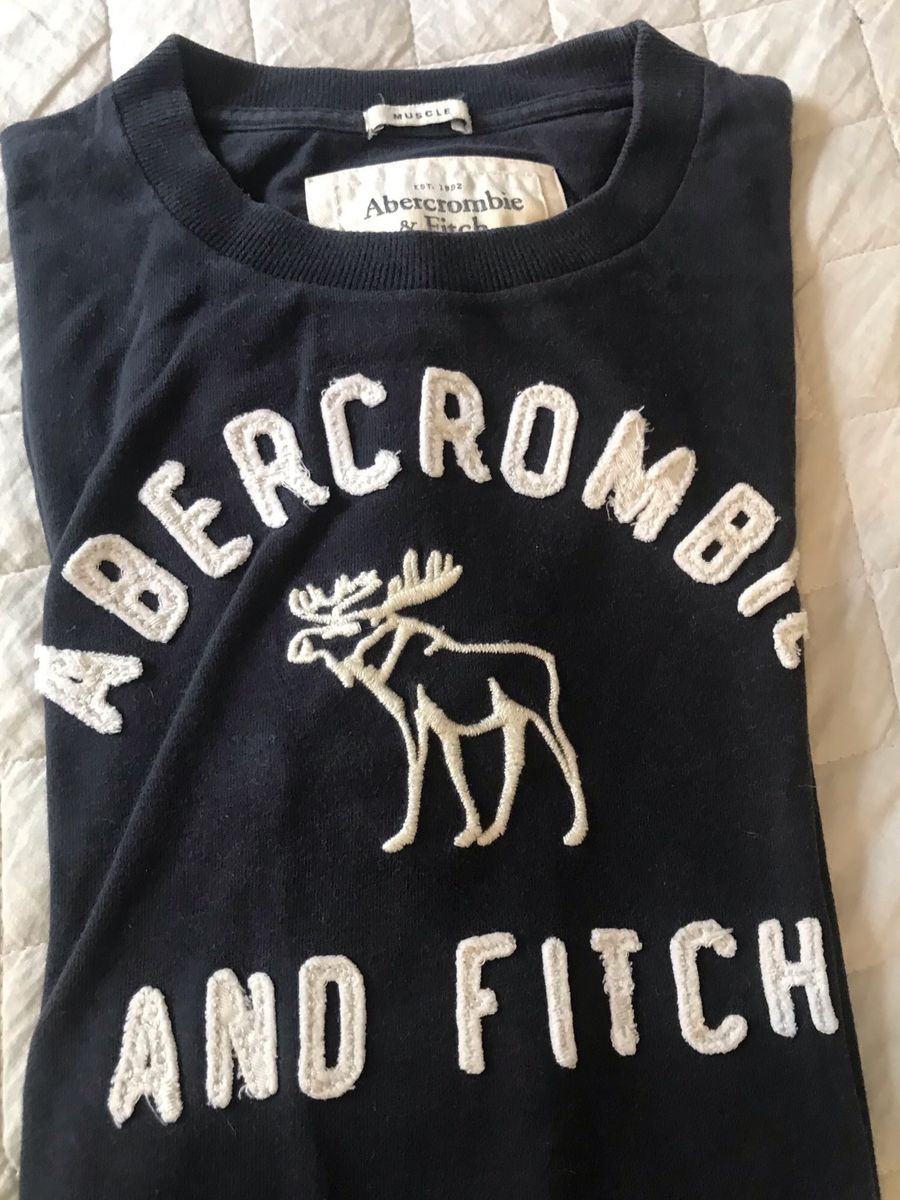 MUSCLE
EST. 1892
Abercrombie
& Fitch
ABERCROMBIE
AND FITCH